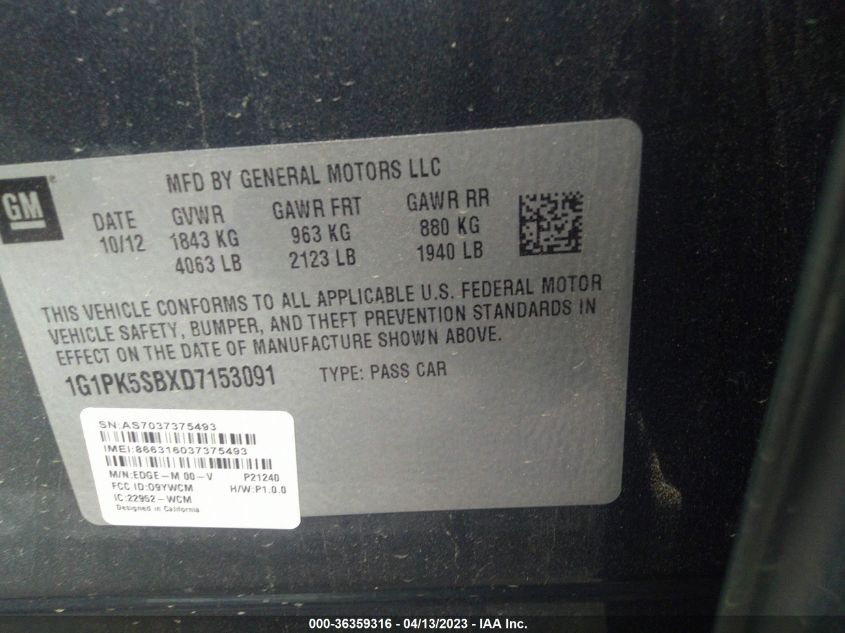 GM
MFD BY GENERAL MOTORS LLC
DATE GVWR GAWR FRT GAWR RR
10/12 1843 KG 963 KG 880 KG
4063 LB 2123 LB 1940 LB
THIS VEHICLE CONFORMS TO ALL APPLICABLE U.S. FEDERAL MOTOR
VEHICLE SAFETY, BUMPER, AND THEFT PREVENTION STANDARDS IN
EFFECT ON THE DATE OF MANUFACTURE SHOWN ABOVE.
1G1PK5SBXD7153091 TYPE: PASS CAR
SN:AS7037375493
IMEI:866316037375493
M/N:EDGE-M 00-V P21240
FCC ID:O9YWCM H/W:P1.0.0
IC:22952-WCM
Designed in California
000-36359316 - 04/13/2023 - IAA Inc.